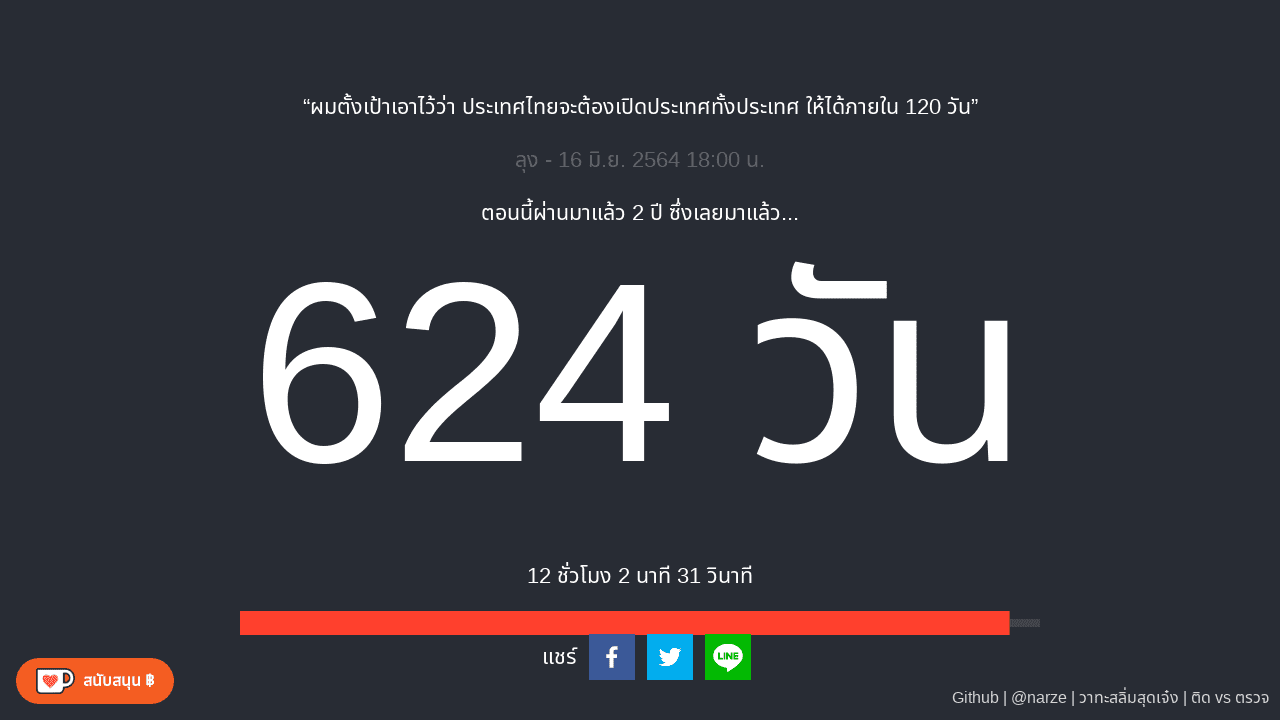 “ผมตั้งเป้าเอาไว้ว่า ประเทศไทยจะต้องเปิดประเทศทั้งประเทศ ให้ได้ภายใน 120 วัน”
ลุง - 16 มิ.ย. 2564 18:00 น.
ตอนนี้ผ่านมาแล้ว 2 ปี ซึ่งเลยมาแล้ว...
624 วัน
12 ชั่วโมง 2 นาที 31 วินาที
แชร์
LINE
สนับสนุน ฿
Github | @narze | วาทะสลิ่มสุดเจ๋ง | ติด vs ตรวจ